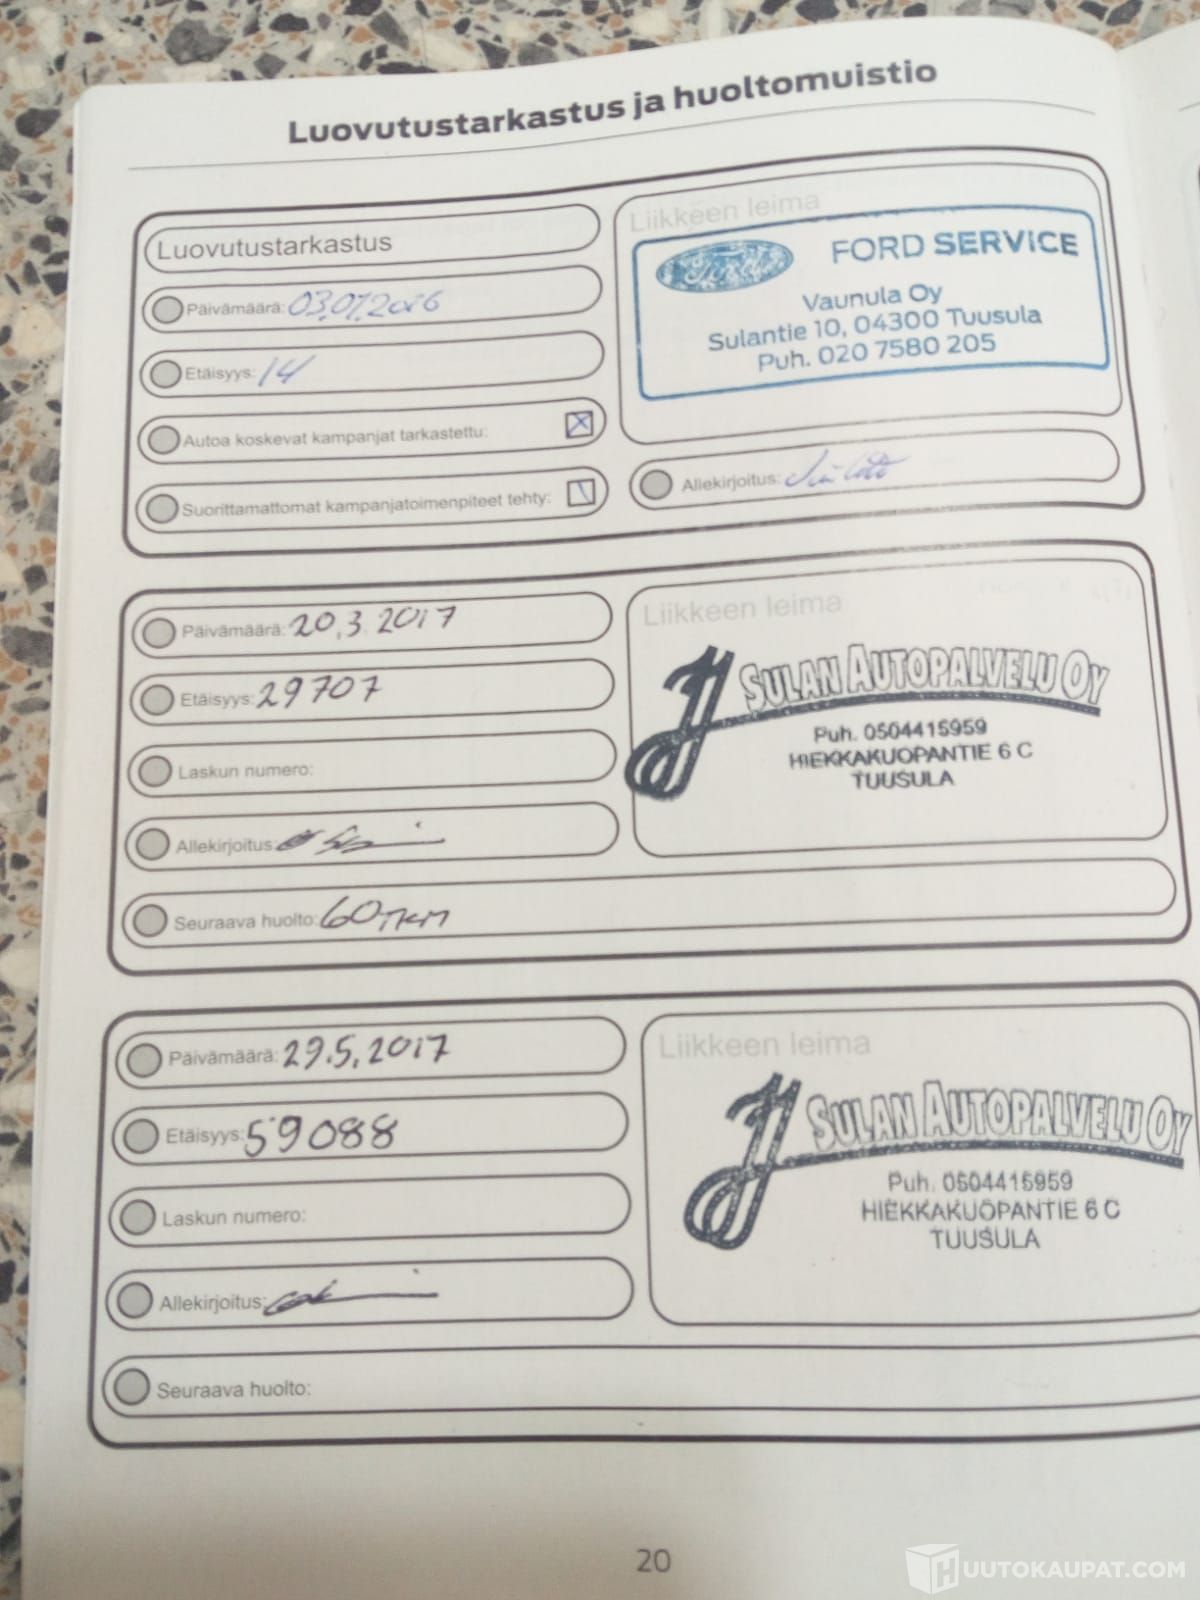 Luovutustarkastus ja huoltomuistio
Luovutustarkastus
Päivämäärä: 03.07.2016
Etäisyys: 14
Autoa koskevat kampanjat tarkastettu:
Suorittamattomat kampanjatoimenpiteet tehty:
Liikkeen leima
Ford
FORD SERVICE
Vaunula Oy
Sulantie 10, 04300 Tuusula
Puh. 020 7580 205
Allekirjoitus:
Päivämäärä: 20.3.2017
Etäisyys: 29707
Laskun numero:
Allekirjoitus:
Seuraava huolto: 60 TKM
Liikkeen leima
SULAN AUTOPALVELU OY
Puh. 0504415959
HIEKKAKUOPANTIE 6 C
TUUSULA
Päivämäärä: 29.5.2017
Etäisyys: 59088
Laskun numero:
Allekirjoitus:
Seuraava huolto:
Liikkeen leima
SULAN AUTOPALVELU OY
Puh. 0504415959
HIEKKAKUOPANTIE 6 C
TUUSULA
20
HUUTOKAUPAT.COM